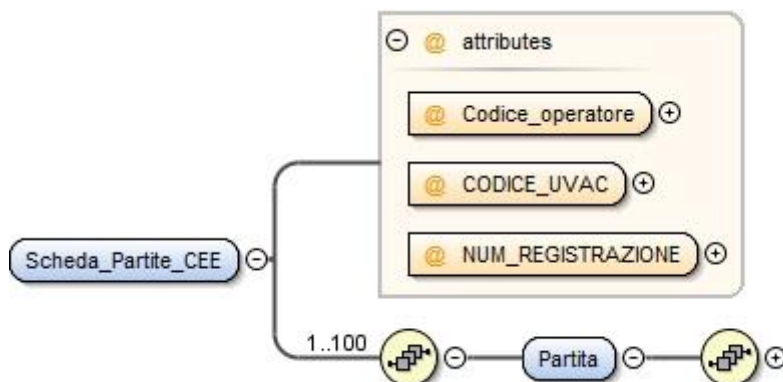 @ attributes
@ Codice_operatore
@ CODICE_UVAC
@ NUM_REGISTRAZIONE
Scheda_Partite_CEE
1..100
Partita